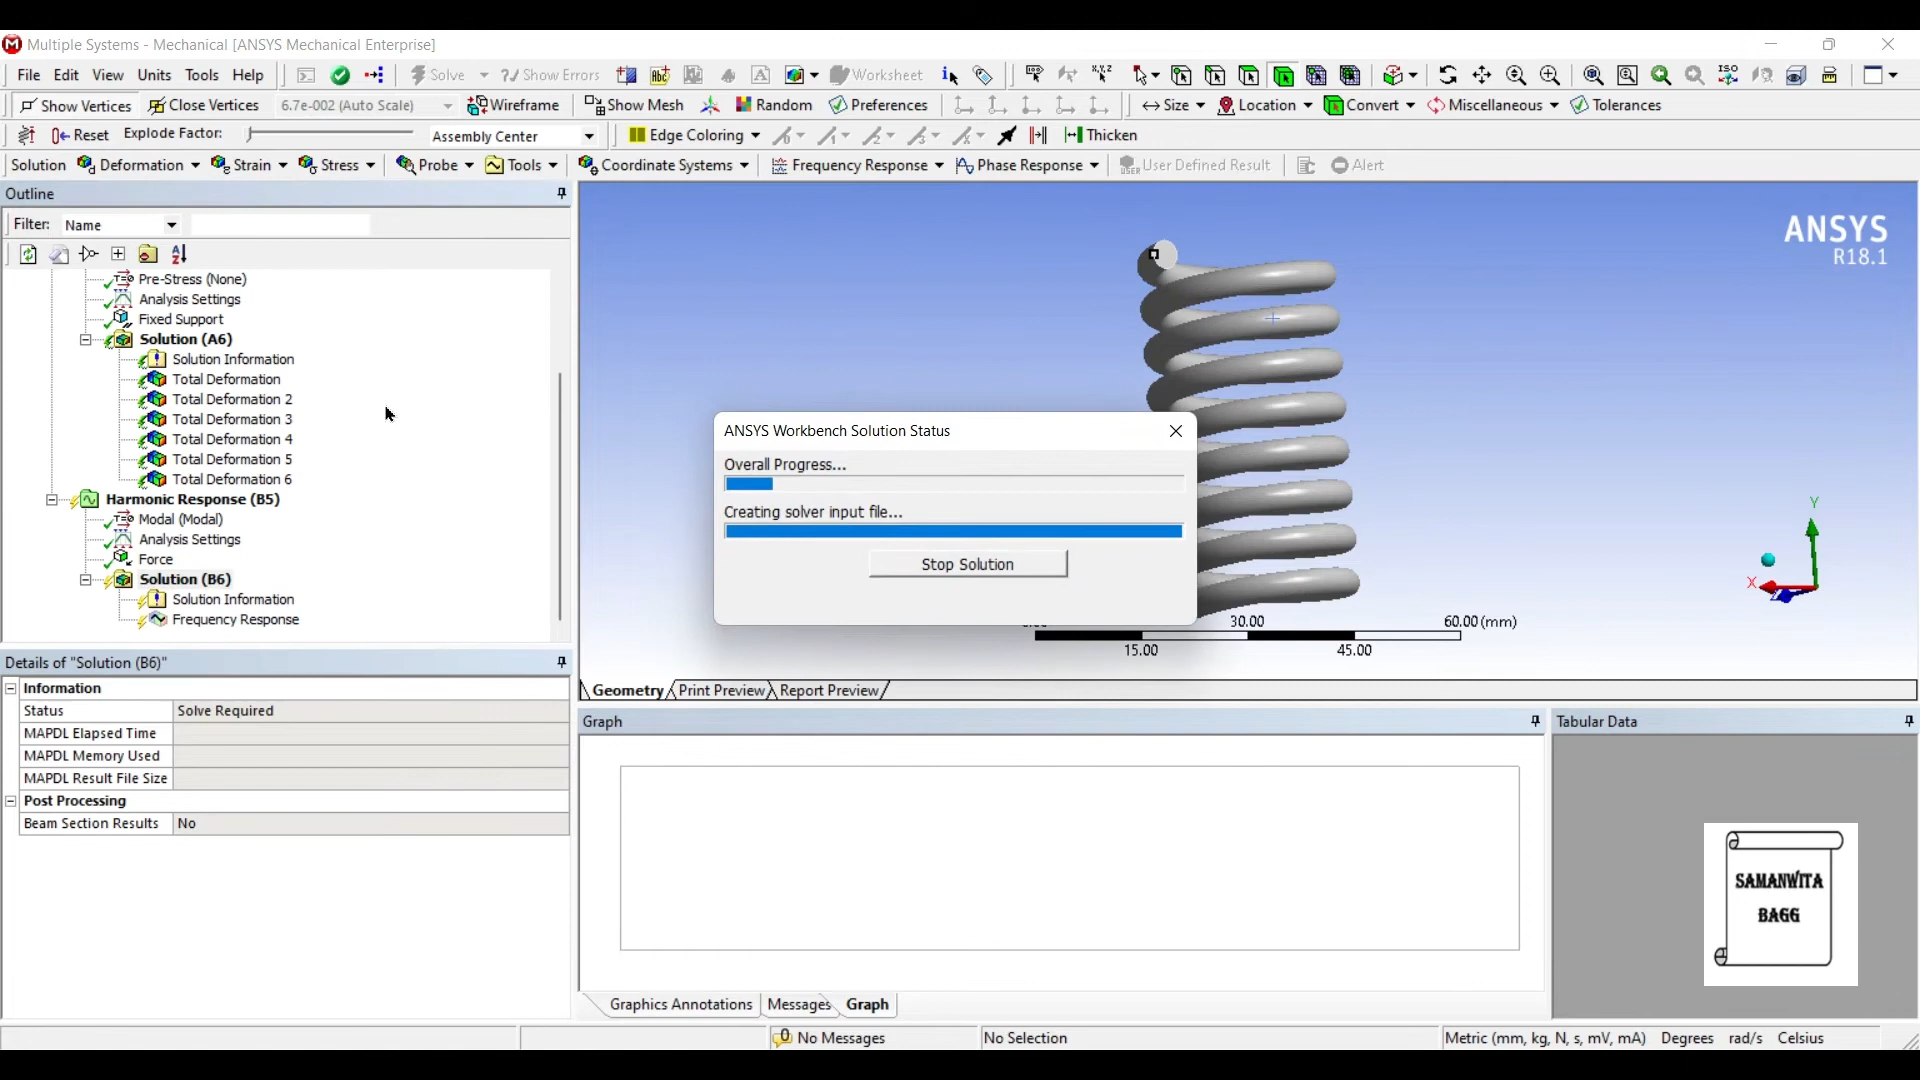 Multiple Systems - Mechanical [ANSYS Mechanical Enterprise]
File Edit View Units Tools Help Solve ?/ Show Errors Worksheet
Show Vertices Close Vertices 6.7e-002 (Auto Scale) Wireframe Show Mesh Random Preferences Size Location Convert Miscellaneous Tolerances
Reset Explode Factor: Assembly Center Edge Coloring Thicken
Solution Deformation Strain Stress Probe Tools Coordinate Systems Frequency Response Phase Response User Defined Result Alert
Outline
Filter: Name
Pre-Stress (None)
Analysis Settings
Fixed Support
Solution (A6)
Solution Information
Total Deformation
Total Deformation 2
Total Deformation 3
Total Deformation 4
Total Deformation 5
Total Deformation 6
Harmonic Response (B5)
Modal (Modal)
Analysis Settings
Force
Solution (B6)
Solution Information
Frequency Response
Details of "Solution (B6)"
Information
Status Solve Required
MAPDL Elapsed Time
MAPDL Memory Used
MAPDL Result File Size
Post Processing
Beam Section Results No
ANSYS
R18.1
ANSYS Workbench Solution Status
Overall Progress...
Creating solver input file...
Stop Solution
Y
X
30.00 60.00 (mm)
15.00 45.00
Geometry Print Preview Report Preview
Graph
Tabular Data
SAMANWITA
BAGG
Graphics Annotations Messages Graph
No Messages No Selection Metric (mm, kg, N, s, mV, mA) Degrees rad/s Celsius